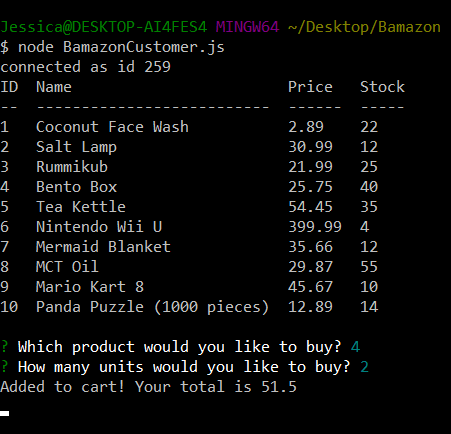 Jessica@DESKTOP-AI4FES4 MINGW64 ~/Desktop/Bamazon
$ node BamazonCustomer.js
connected as id 259
ID  Name                        Price   Stock
--  --------------------------  ------  -----
1   Coconut Face Wash           2.89    22
2   Salt Lamp                   30.99   12
3   Rummikub                    21.99   25
4   Bento Box                   25.75   40
5   Tea Kettle                  54.45   35
6   Nintendo Wii U              399.99  4
7   Mermaid Blanket             35.66   12
8   MCT Oil                     29.87   55
9   Mario Kart 8                45.67   10
10  Panda Puzzle (1000 pieces)  12.89   14
? Which product would you like to buy? 4
? How many units would you like to buy? 2
Added to cart! Your total is 51.5